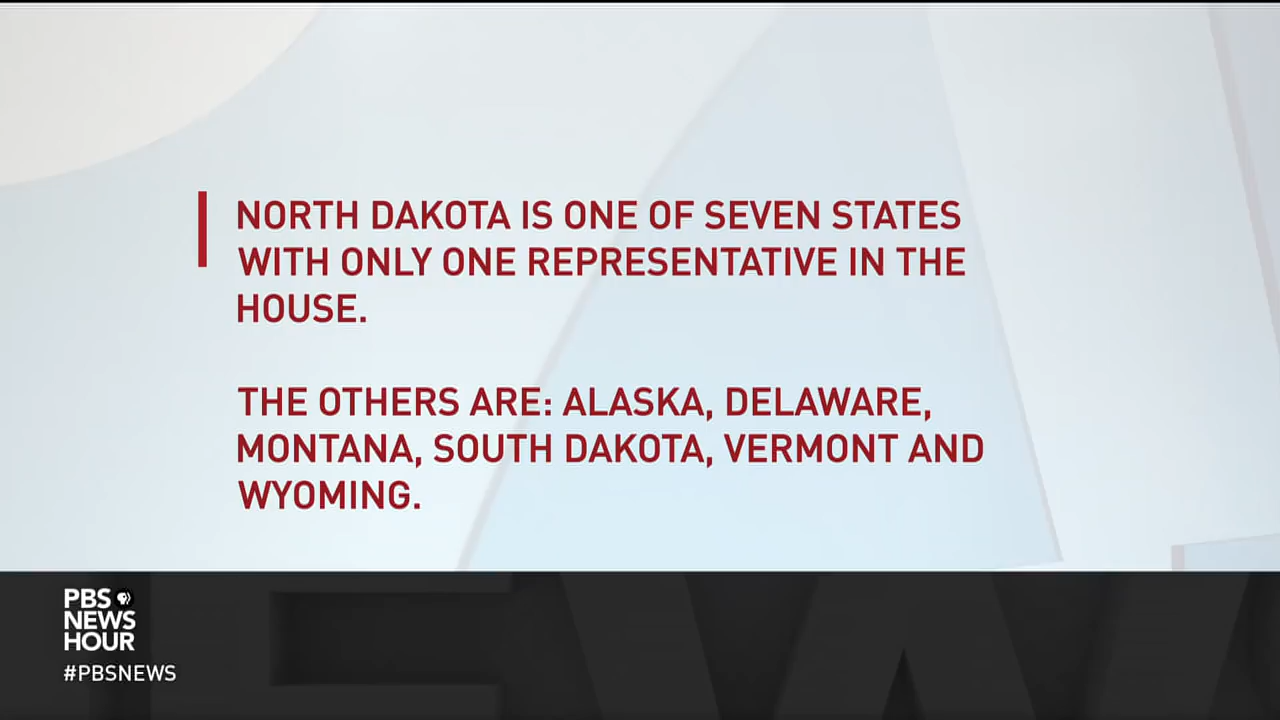 NORTH DAKOTA IS ONE OF SEVEN STATES
WITH ONLY ONE REPRESENTATIVE IN THE
HOUSE.
THE OTHERS ARE: ALASKA, DELAWARE,
MONTANA, SOUTH DAKOTA, VERMONT AND
WYOMING.
PBS
NEWS
HOUR
#PBSNEWS